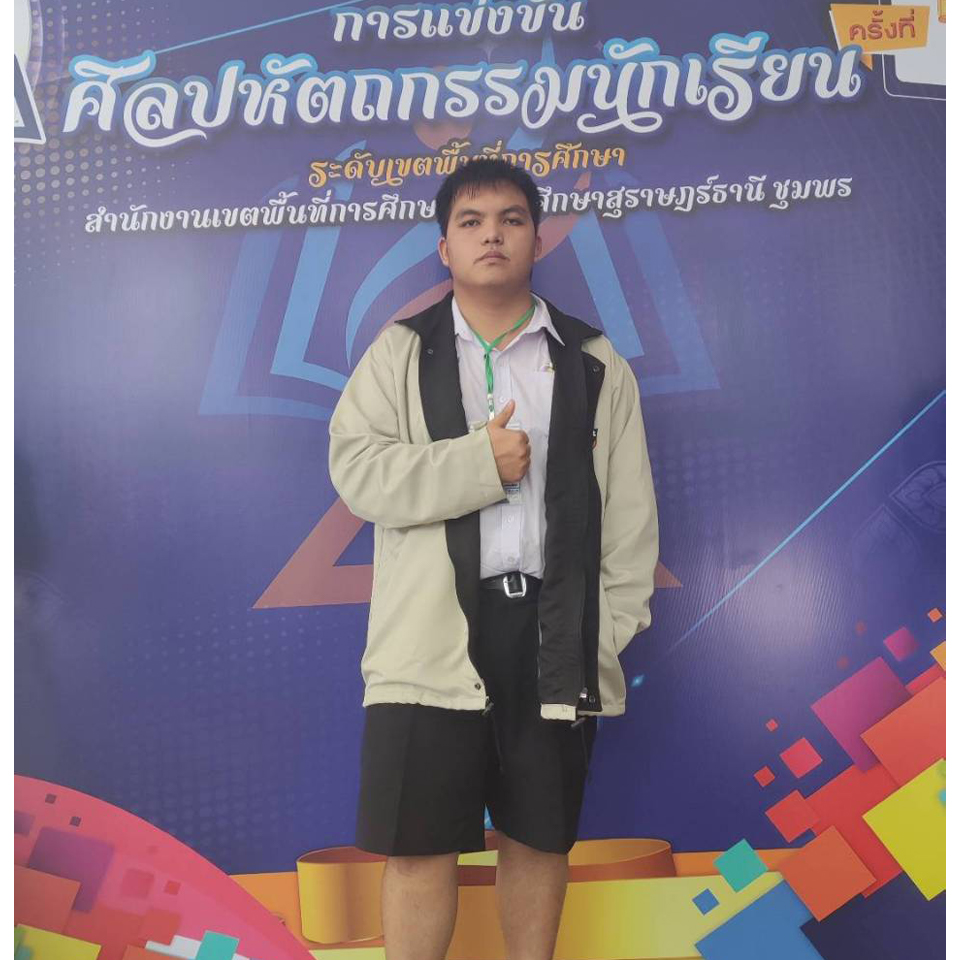 การแข่งขัน
ครั้งที่
ศิลปหัตถกรรมนักเรียน
ระดับเขตพื้นที่การศึกษา
สำนักงานเขตพื้นที่การศึกษ ศึกษาสุราษฎร์ธานี ชุมพร